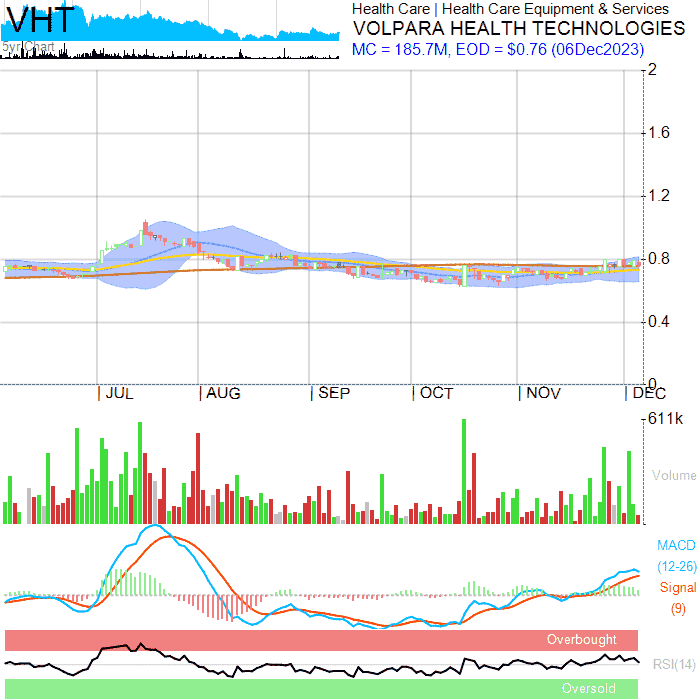 VHT
5yr Chart
Health Care | Health Care Equipment & Services
VOLPARA HEALTH TECHNOLOGIES
MC = 185.7M, EOD = $0.76 (06Dec2023)
2
1.6
1.2
0.8
0.4
0
| JUL | AUG | SEP | OCT | NOV | DEC
611k
Volume
MACD
(12-26)
Signal
(9)
Overbought
RSI(14)
Oversold